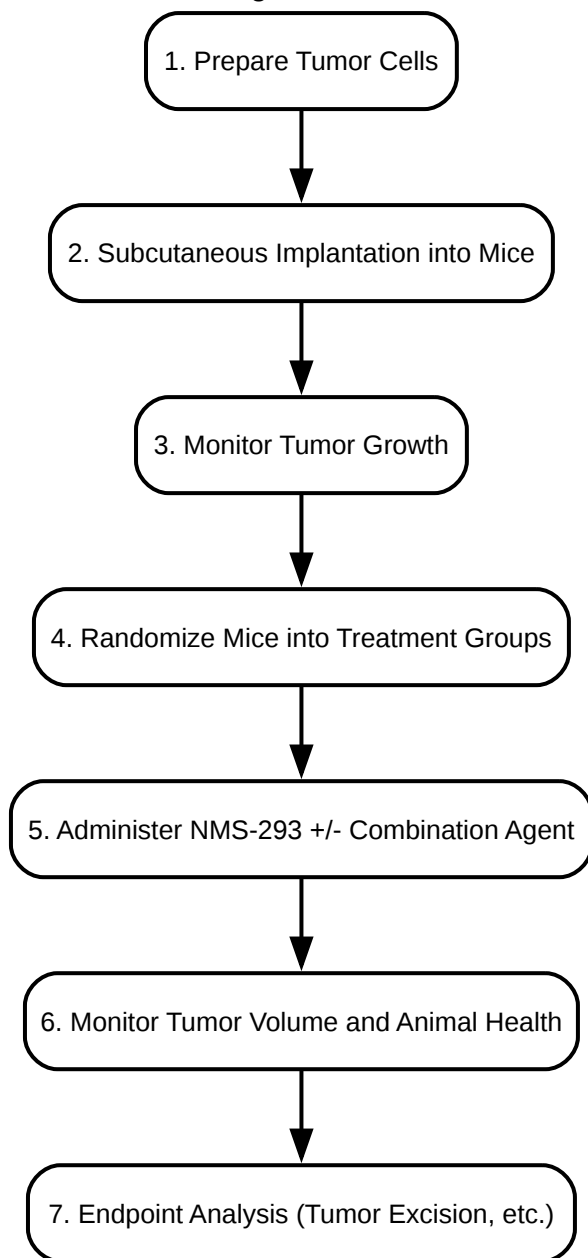 1. Prepare Tumor Cells
2. Subcutaneous Implantation into Mice
3. Monitor Tumor Growth
4. Randomize Mice into Treatment Groups
5. Administer NMS-293 +/- Combination Agent
6. Monitor Tumor Volume and Animal Health
7. Endpoint Analysis (Tumor Excision, etc.)